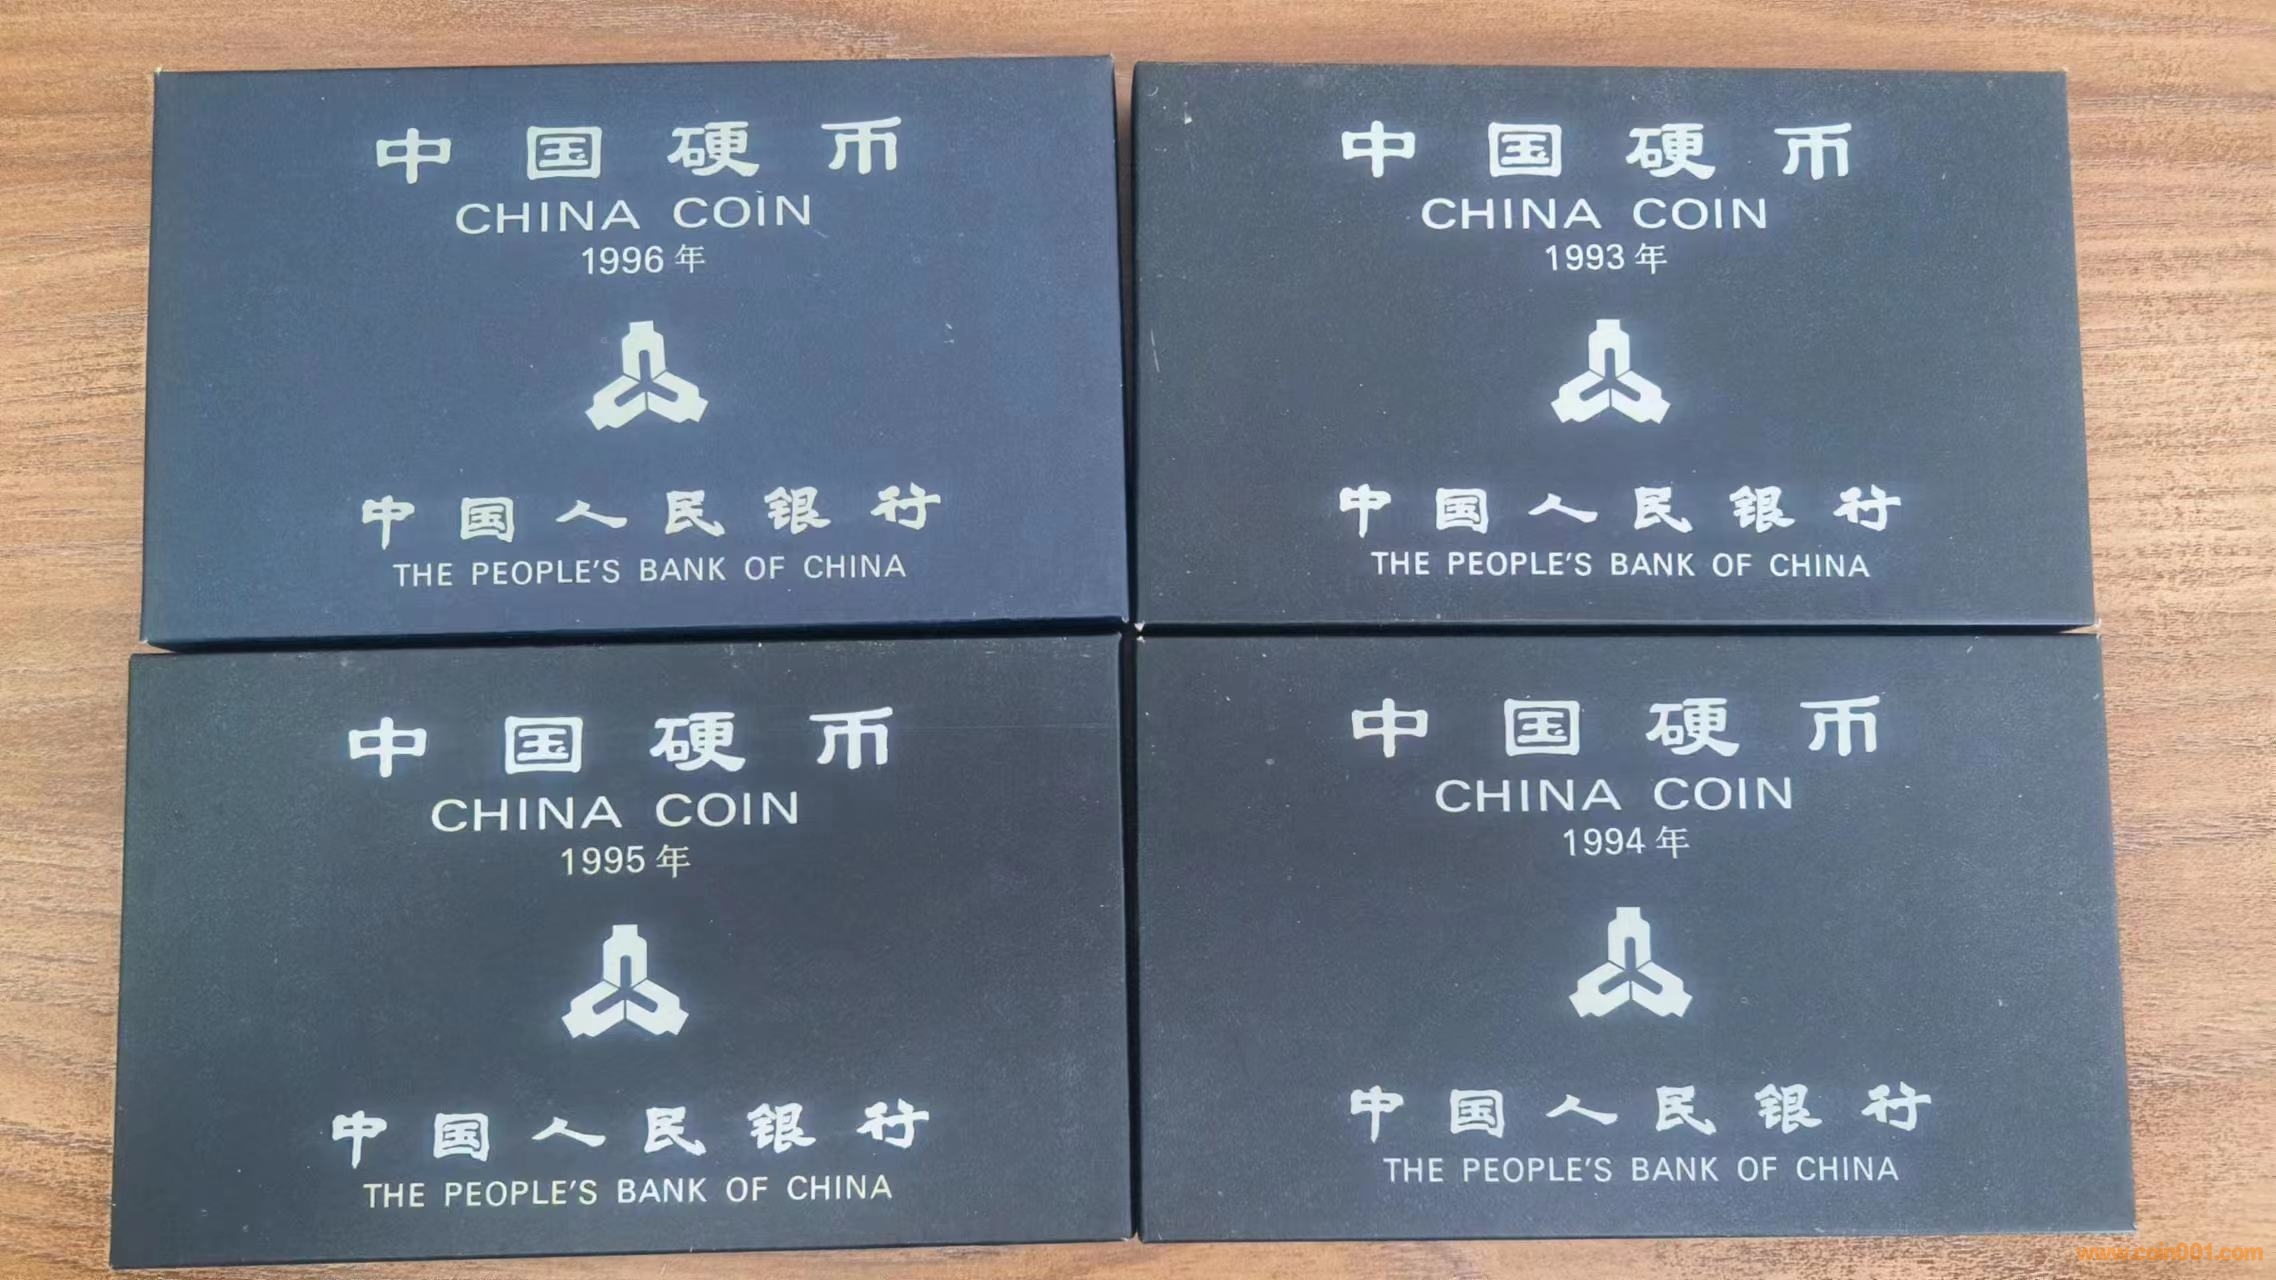 中国硬币
CHINA COIN
1996年
中国人民银行
THE PEOPLE'S BANK OF CHINA
中国硬币
CHINA COIN
1993年
中国人民银行
THE PEOPLE'S BANK OF CHINA
中国硬币
CHINA COIN
1995年
中国人民银行
THE PEOPLE'S BANK OF CHINA
中国硬币
CHINA COIN
1994年
中国人民银行
THE PEOPLE'S BANK OF CHINA
www.coin001.com